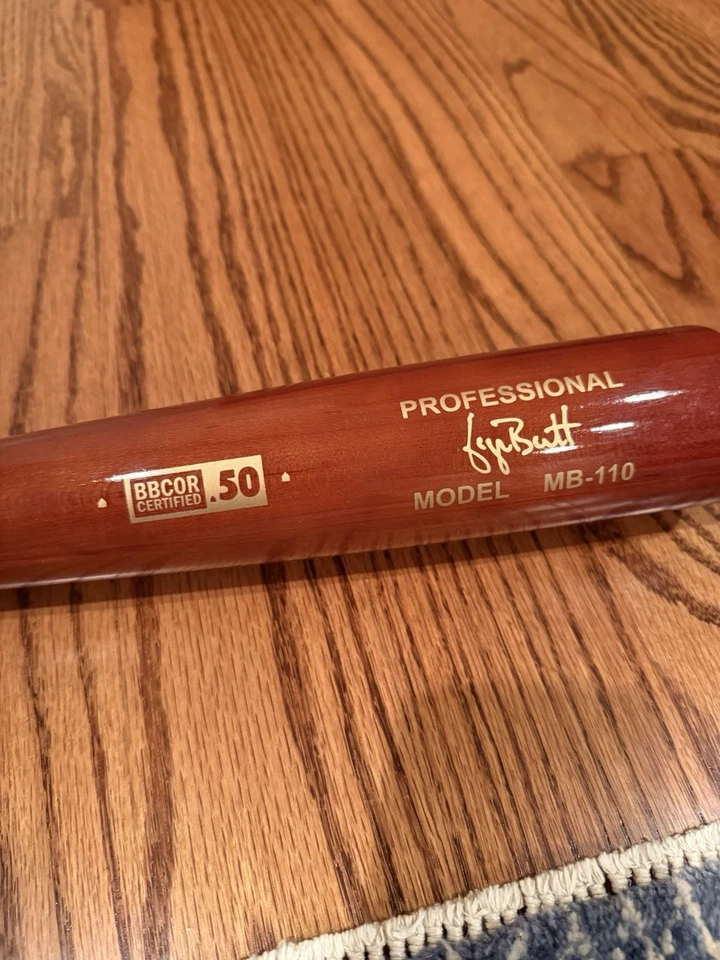 BBCOR
CERTIFIED
.50
PROFESSIONAL
MODEL MB-110